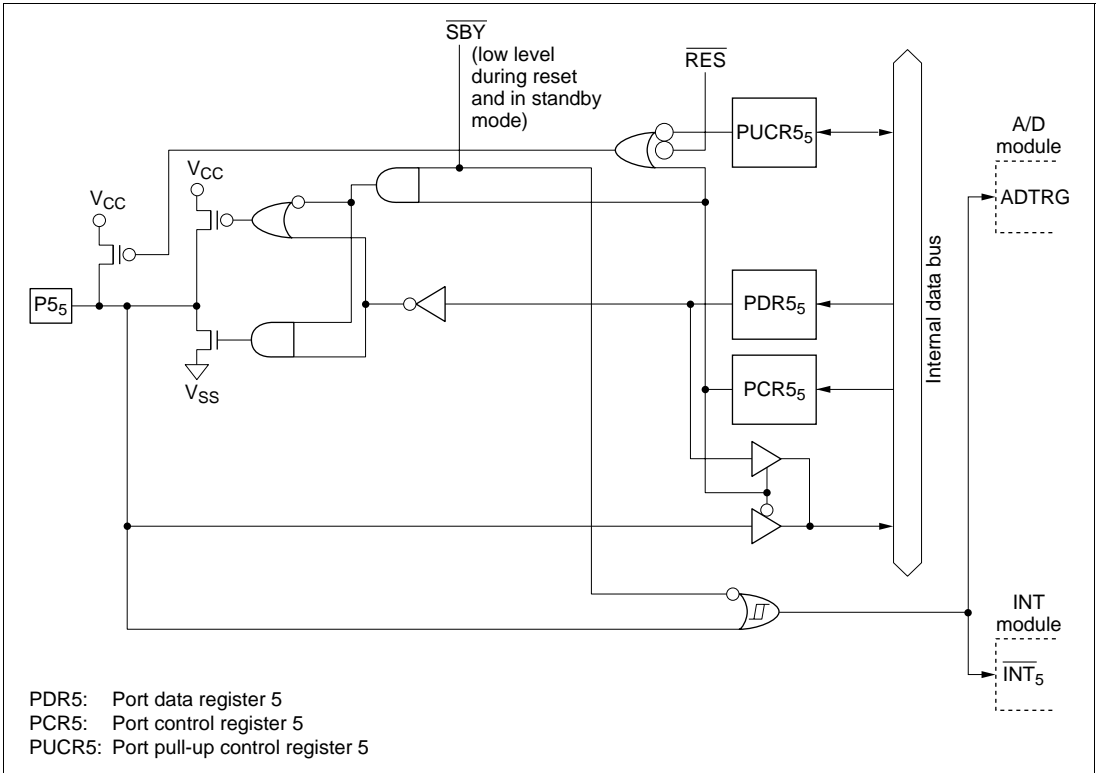 SBY
(low level
during reset
and in standby
mode)
RES
PUCR5₅
A/D
module
ADTRG
VCC
VCC
P5₅
VSS
PDR5₅
PCR5₅
Internal data bus
INT
module
INT₅
PDR5: Port data register 5
PCR5: Port control register 5
PUCR5: Port pull-up control register 5